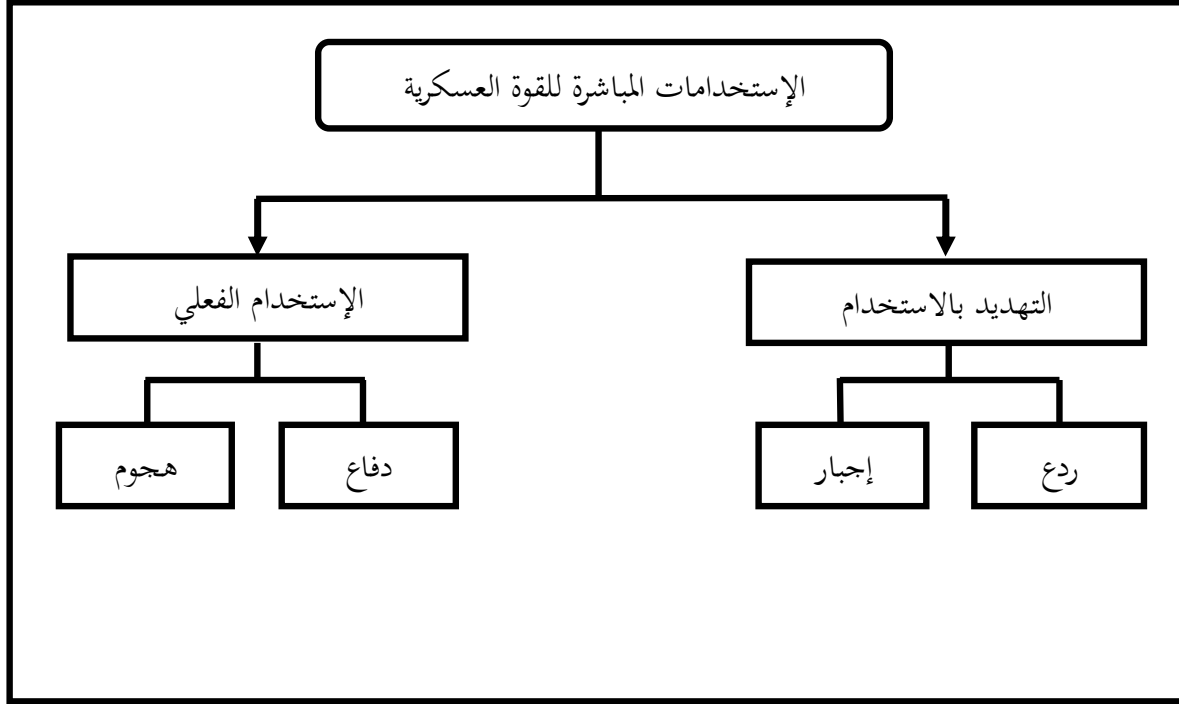 الإستخدامات المباشرة للقوة العسكرية
التهديد بالاستخدام
الإستخدام الفعلي
ردع
إجبار
دفاع
هجوم